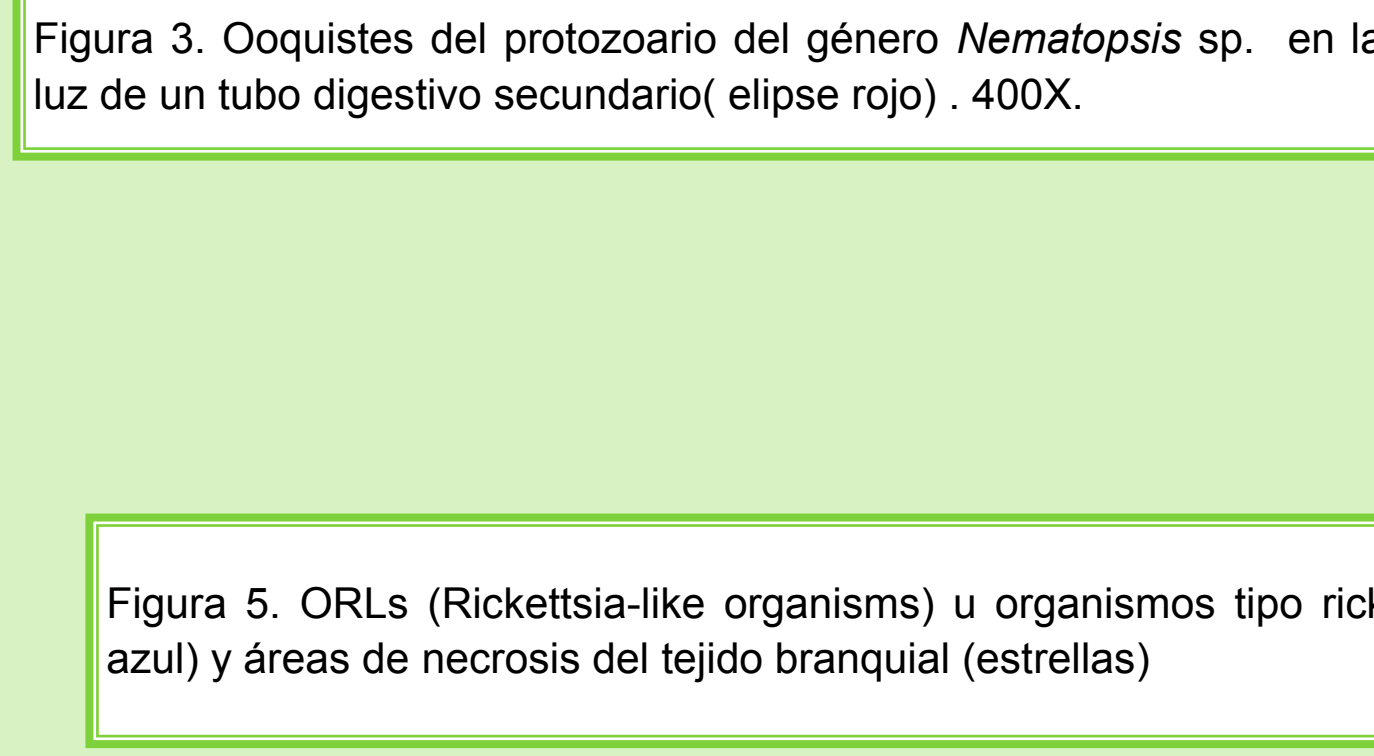 Figura 3. Ooquistes del protozoario del género Nematopsis sp. en la
luz de un tubo digestivo secundario( elipse rojo) . 400X.
Figura 5. ORLs (Rickettsia-like organisms) u organismos tipo
azul) y áreas de necrosis del tejido branquial (estrellas)